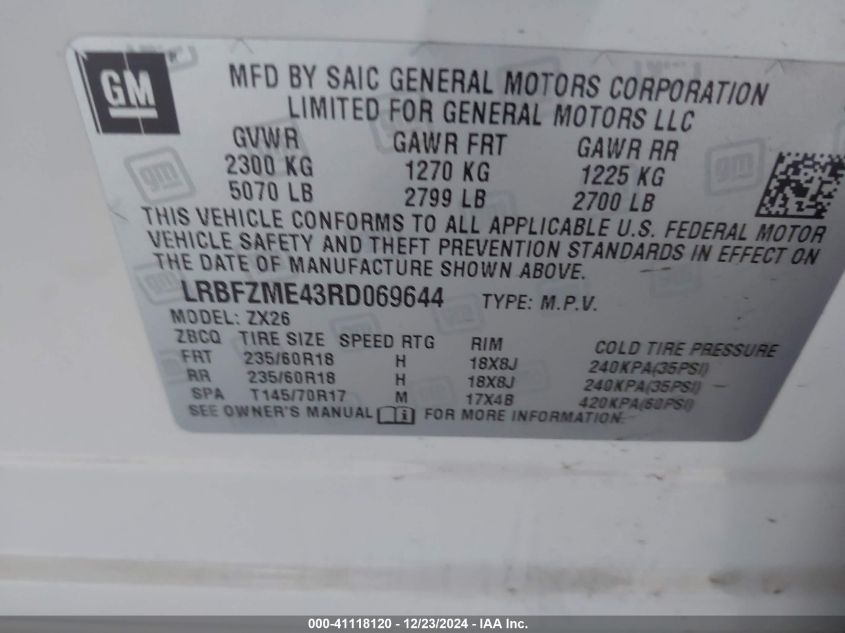 GM
MFD BY SAIC GENERAL MOTORS CORPORATION
LIMITED FOR GENERAL MOTORS LLC
GVWR GAWR FRT GAWR RR
2300 KG 1270 KG 1225 KG
5070 LB 2799 LB 2700 LB
THIS VEHICLE CONFORMS TO ALL APPLICABLE U.S. FEDERAL MOTOR
VEHICLE SAFETY AND THEFT PREVENTION STANDARDS IN EFFECT ON
THE DATE OF MANUFACTURE SHOWN ABOVE.
LRBFZME43RD069644 TYPE: M.P.V.
MODEL: ZX26
ZBCQ TIRE SIZE SPEED RTG RIM COLD TIRE PRESSURE
FRT 235/60R18 H 18X8J 240KPA(35PSI)
RR 235/60R18 H 18X8J 240KPA(35PSI)
SPA T145/70R17 M 17X4B 420KPA(60PSI)
SEE OWNER'S MANUAL FOR MORE INFORMATION.
000-41118120 - 12/23/2024 - IAA Inc.